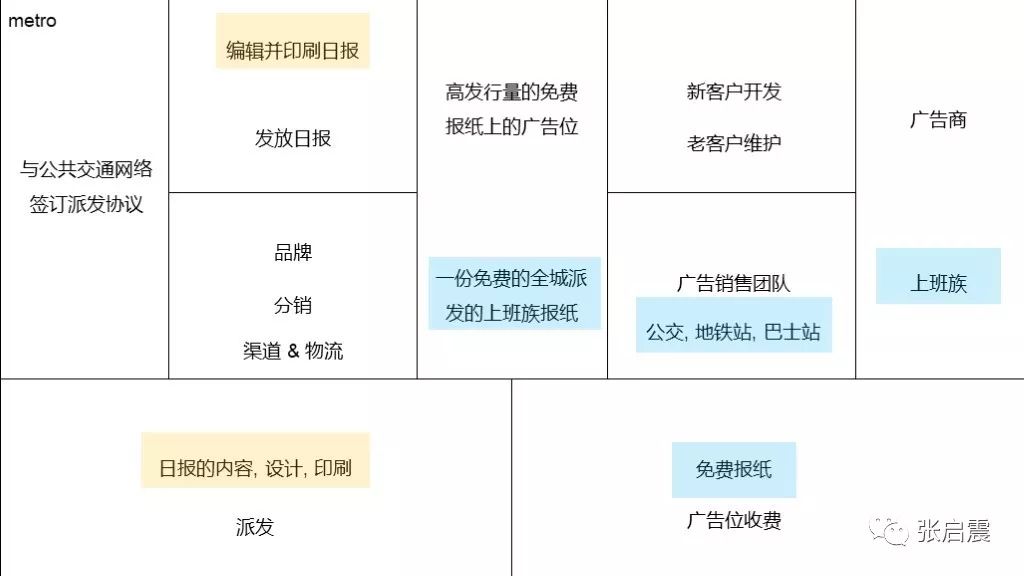 metro
与公共交通网络
签订派发协议
编辑并印刷日报
发放日报
品牌
分销
渠道 & 物流
高发行量的免费
报纸上的广告位
一份免费的全城派
发的上班族报纸
新客户开发
老客户维护
广告销售团队
公交, 地铁站, 巴士站
广告商
上班族
日报的内容, 设计, 印刷
派发
免费报纸
广告位收费
张启震